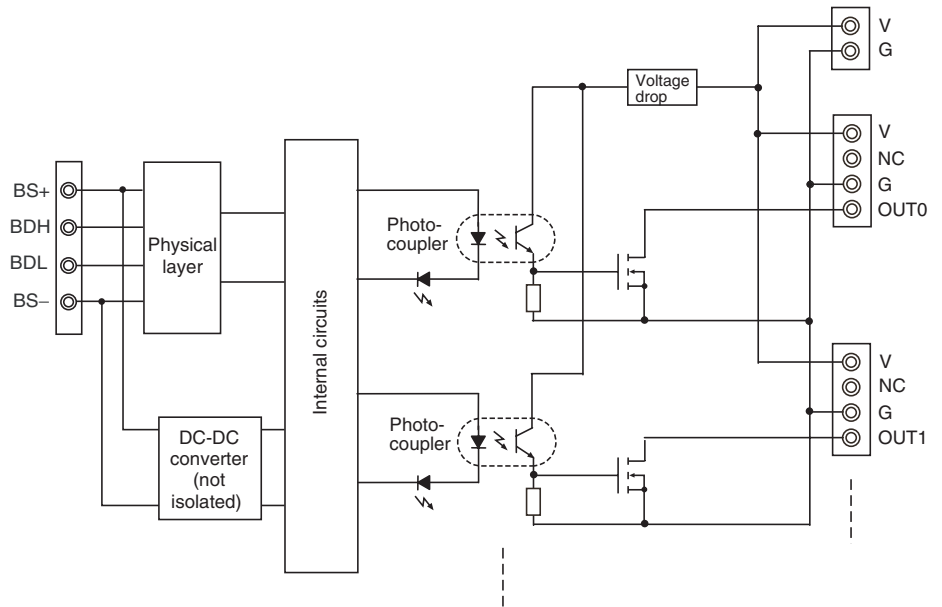 V
G
Voltage
drop
V
NC
G
OUT0
BS+
BDH
BDL
BS–
Physical
layer
Internal circuits
Photo-
coupler
V
NC
G
OUT1
Photo-
coupler
DC-DC
converter
(not
isolated)